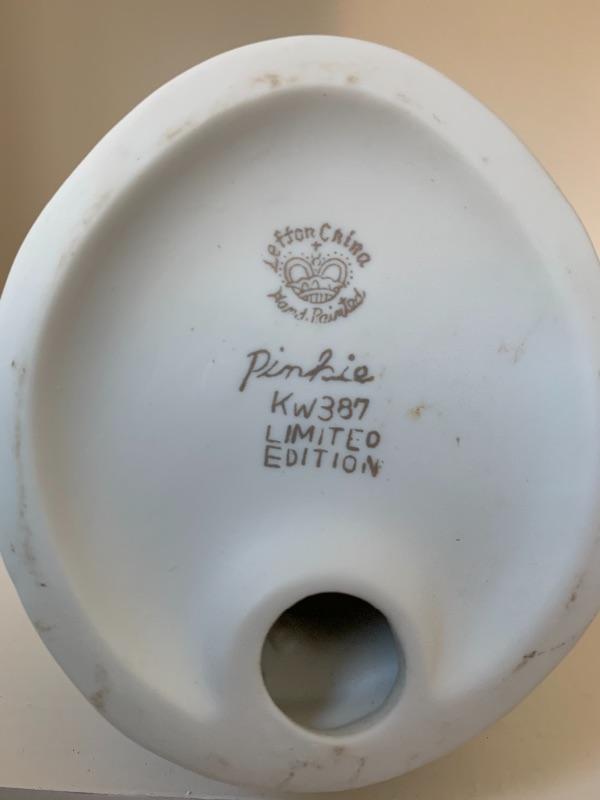 Lefton China
Hand Painted
Pinkie
KW387
LIMITED
EDITION